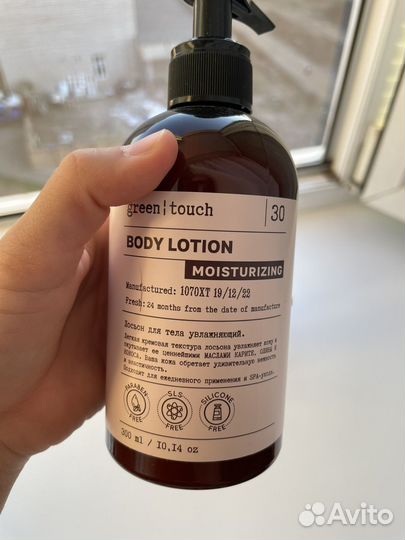 green¦touch | 30
BODY LOTION
MOISTURIZING
Manufactured: 1070XT 19/12/22
Fresh: 24 months from the date of manufacture
Лосьон для тела увлажняющий.
Легкая кремовая текстура лосьона увлажняет кожу и
окутывает ее ценнейшими МАСЛАМИ КАРИТЕ, ОЛИВЫ И
КОКОСА. Ваша кожа обретает удивительную мягкость
и эластичность.
Подходит для ежедневного применения и SPA-ухода.
PARABEN-FREE
SLS FREE
SILICONE FREE
300 ml / 10.14 oz
Avito